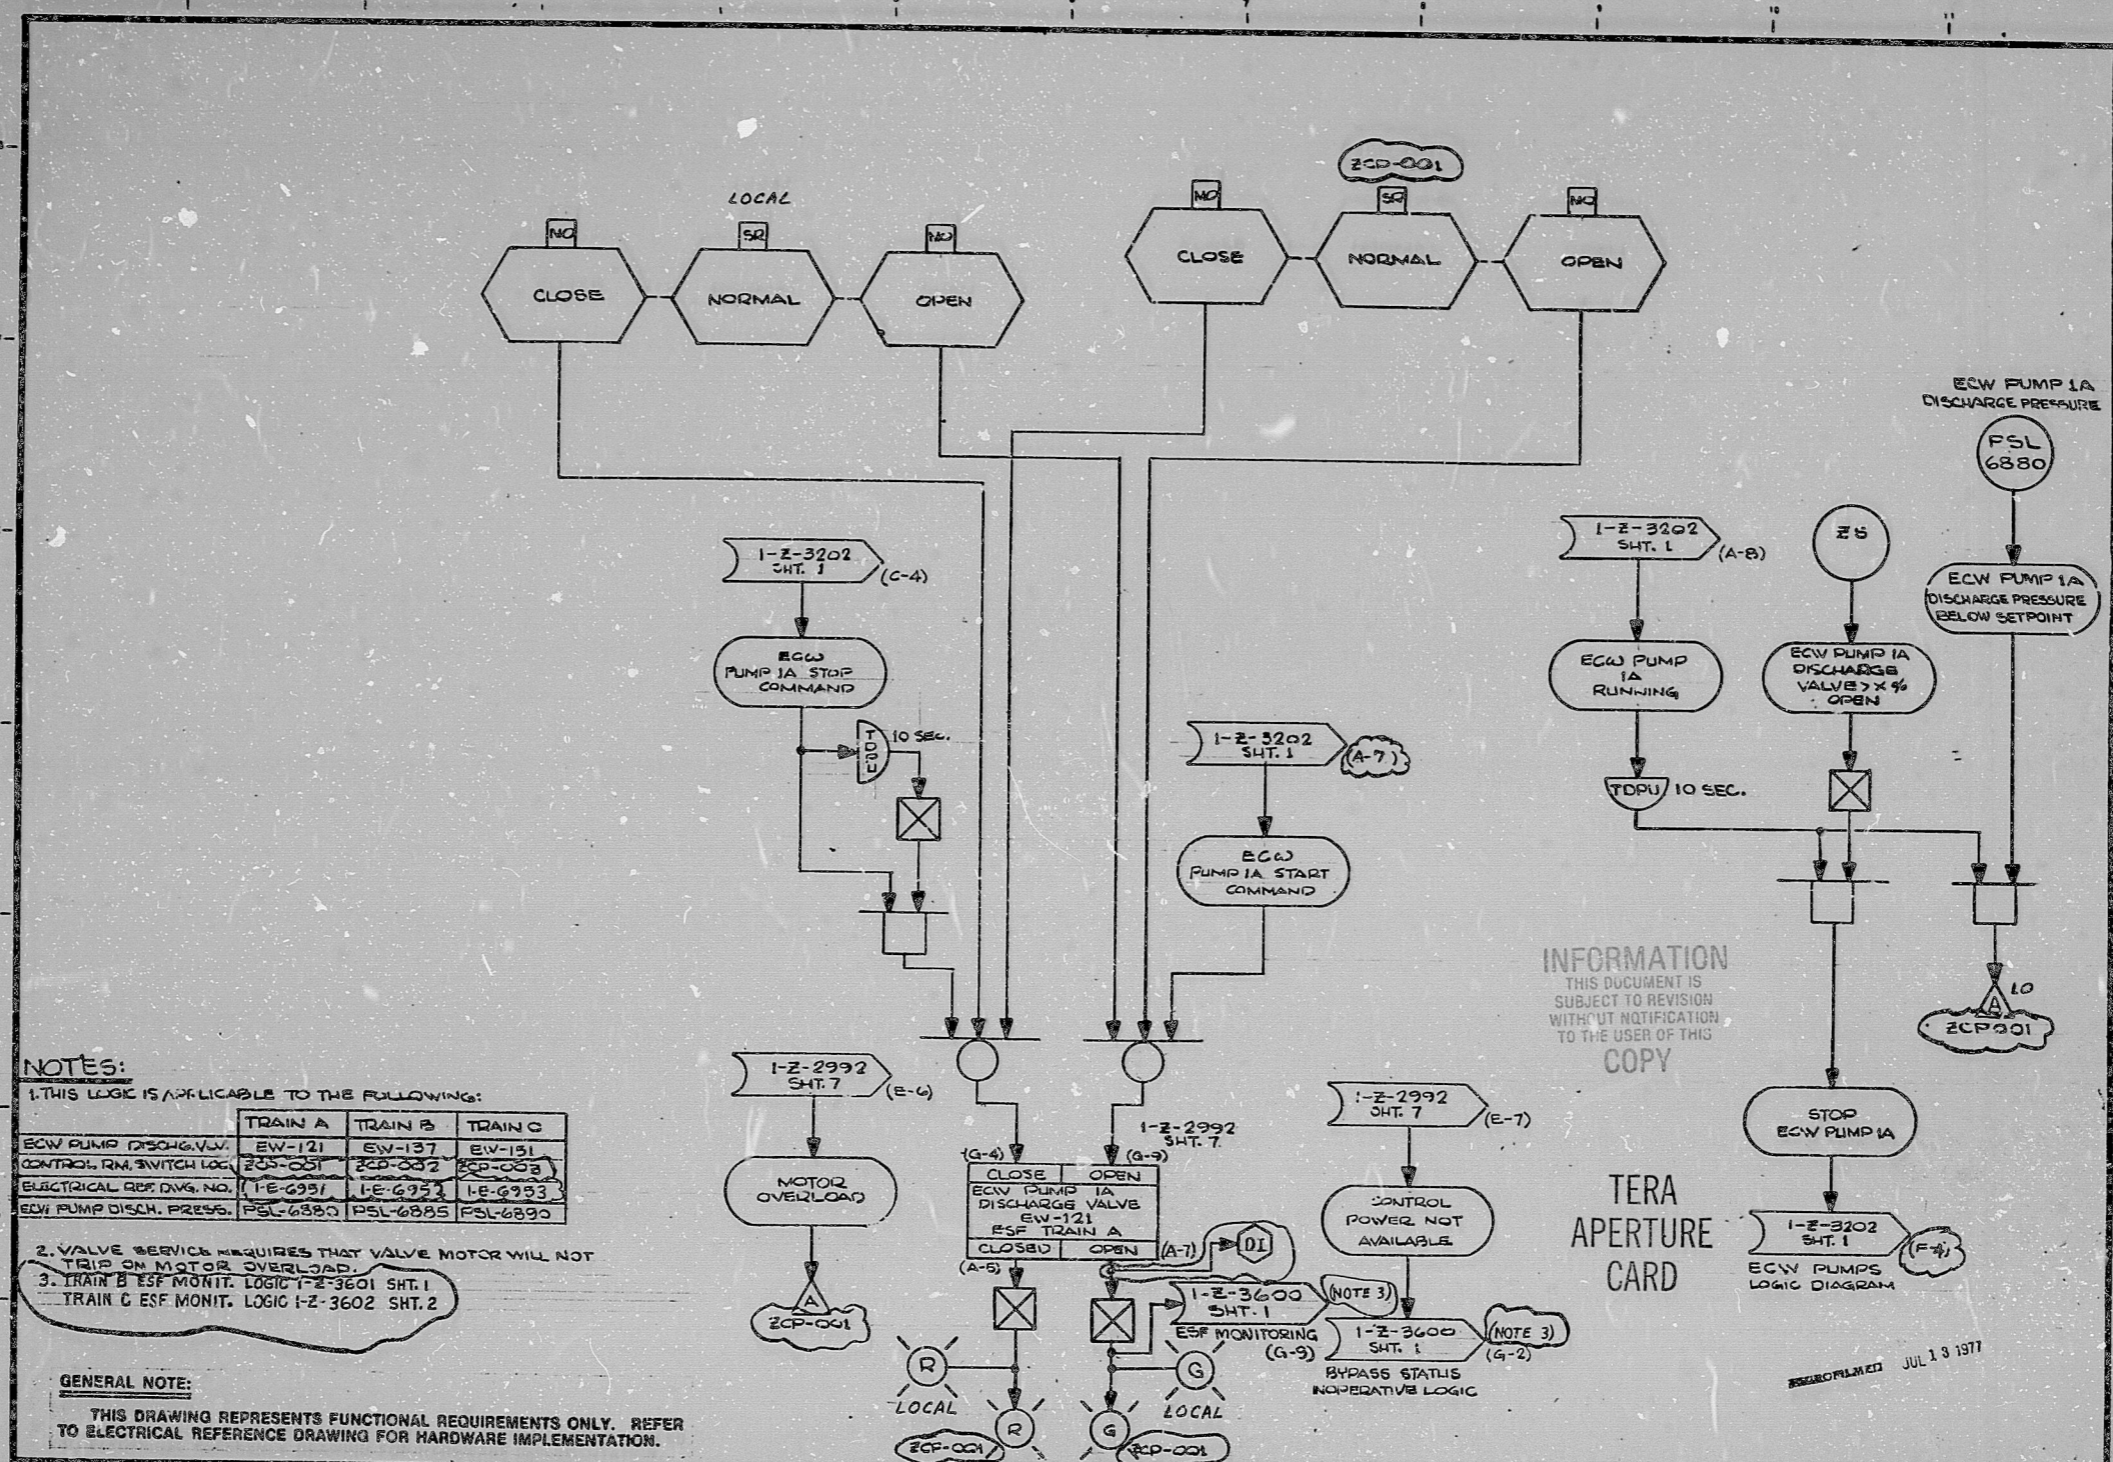 5
6
7
8
9
10
11
ZCP-001
LOCAL
MO
SR
MO
MO
SR
MO
CLOSE
NORMAL
OPEN
CLOSE
NORMAL
OPEN
ECW PUMP 1A
DISCHARGE PRESSURE
PSL
6880
1-Z-3202
SHT. 1
(C-4)
1-Z-3202
SHT. 1
(A-8)
ZS
ECW PUMP 1A
DISCHARGE PRESSURE
BELOW SETPOINT
ECW
PUMP 1A STOP
COMMAND
ECW PUMP
1A
RUNNING
ECW PUMP 1A
DISCHARGE
VALVE > X %
OPEN
TDPU
10 SEC.
1-Z-3202
SHT. 1
(A-7)
TDPU
10 SEC.
ECW
PUMP 1A START
COMMAND
INFORMATION
THIS DOCUMENT IS
SUBJECT TO REVISION
WITHOUT NOTIFICATION
TO THE USER OF THIS
COPY
A
LO
ZCP001
NOTES:
1. THIS LOGIC IS APPLICABLE TO THE FOLLOWING:
TRAIN A TRAIN B TRAIN C
ECW PUMP DISCHG. VLV. EW-121 EW-137 EW-151
CONTROL RM. SWITCH LOC. ZCP-001 ZCP-002 ZCP-003
ELECTRICAL REF. DWG. NO. 1-E-6951 1-E-6952 1-E-6953
ECW PUMP DISCH. PRESS. PSL-6880 PSL-6885 PSL-6890
2. VALVE SERVICE REQUIRES THAT VALVE MOTOR WILL NOT
TRIP ON MOTOR OVERLOAD.
3. TRAIN B ESF MONIT. LOGIC 1-Z-3601 SHT. 1
TRAIN C ESF MONIT. LOGIC 1-Z-3602 SHT. 2
GENERAL NOTE:
THIS DRAWING REPRESENTS FUNCTIONAL REQUIREMENTS ONLY. REFER
TO ELECTRICAL REFERENCE DRAWING FOR HARDWARE IMPLEMENTATION.
1-Z-2992
SHT. 7
(E-6)
MOTOR
OVERLOAD
A
ZCP-001
1-Z-2992
SHT. 7
(G-4)
(G-9)
CLOSE OPEN
ECW PUMP 1A
DISCHARGE VALVE
EW-121
ESF TRAIN A
CLOSED OPEN
(A-5)
(A-7)
DI
1-Z-3600
SHT. 1
(NOTE 3)
ESF MONITORING
(G-9)
R
LOCAL
R
ZCP-001
G
LOCAL
G
ZCP-001
1-Z-2992
SHT. 7
(E-7)
CONTROL
POWER NOT
AVAILABLE
1-Z-3600
SHT. 1
(NOTE 3)
(G-2)
BYPASS STATUS
INOPERATIVE LOGIC
STOP
ECW PUMP 1A
1-Z-3202
SHT. 1
(F-4)
ECW PUMPS
LOGIC DIAGRAM
TERA
APERTURE
CARD
JUL 13 1977